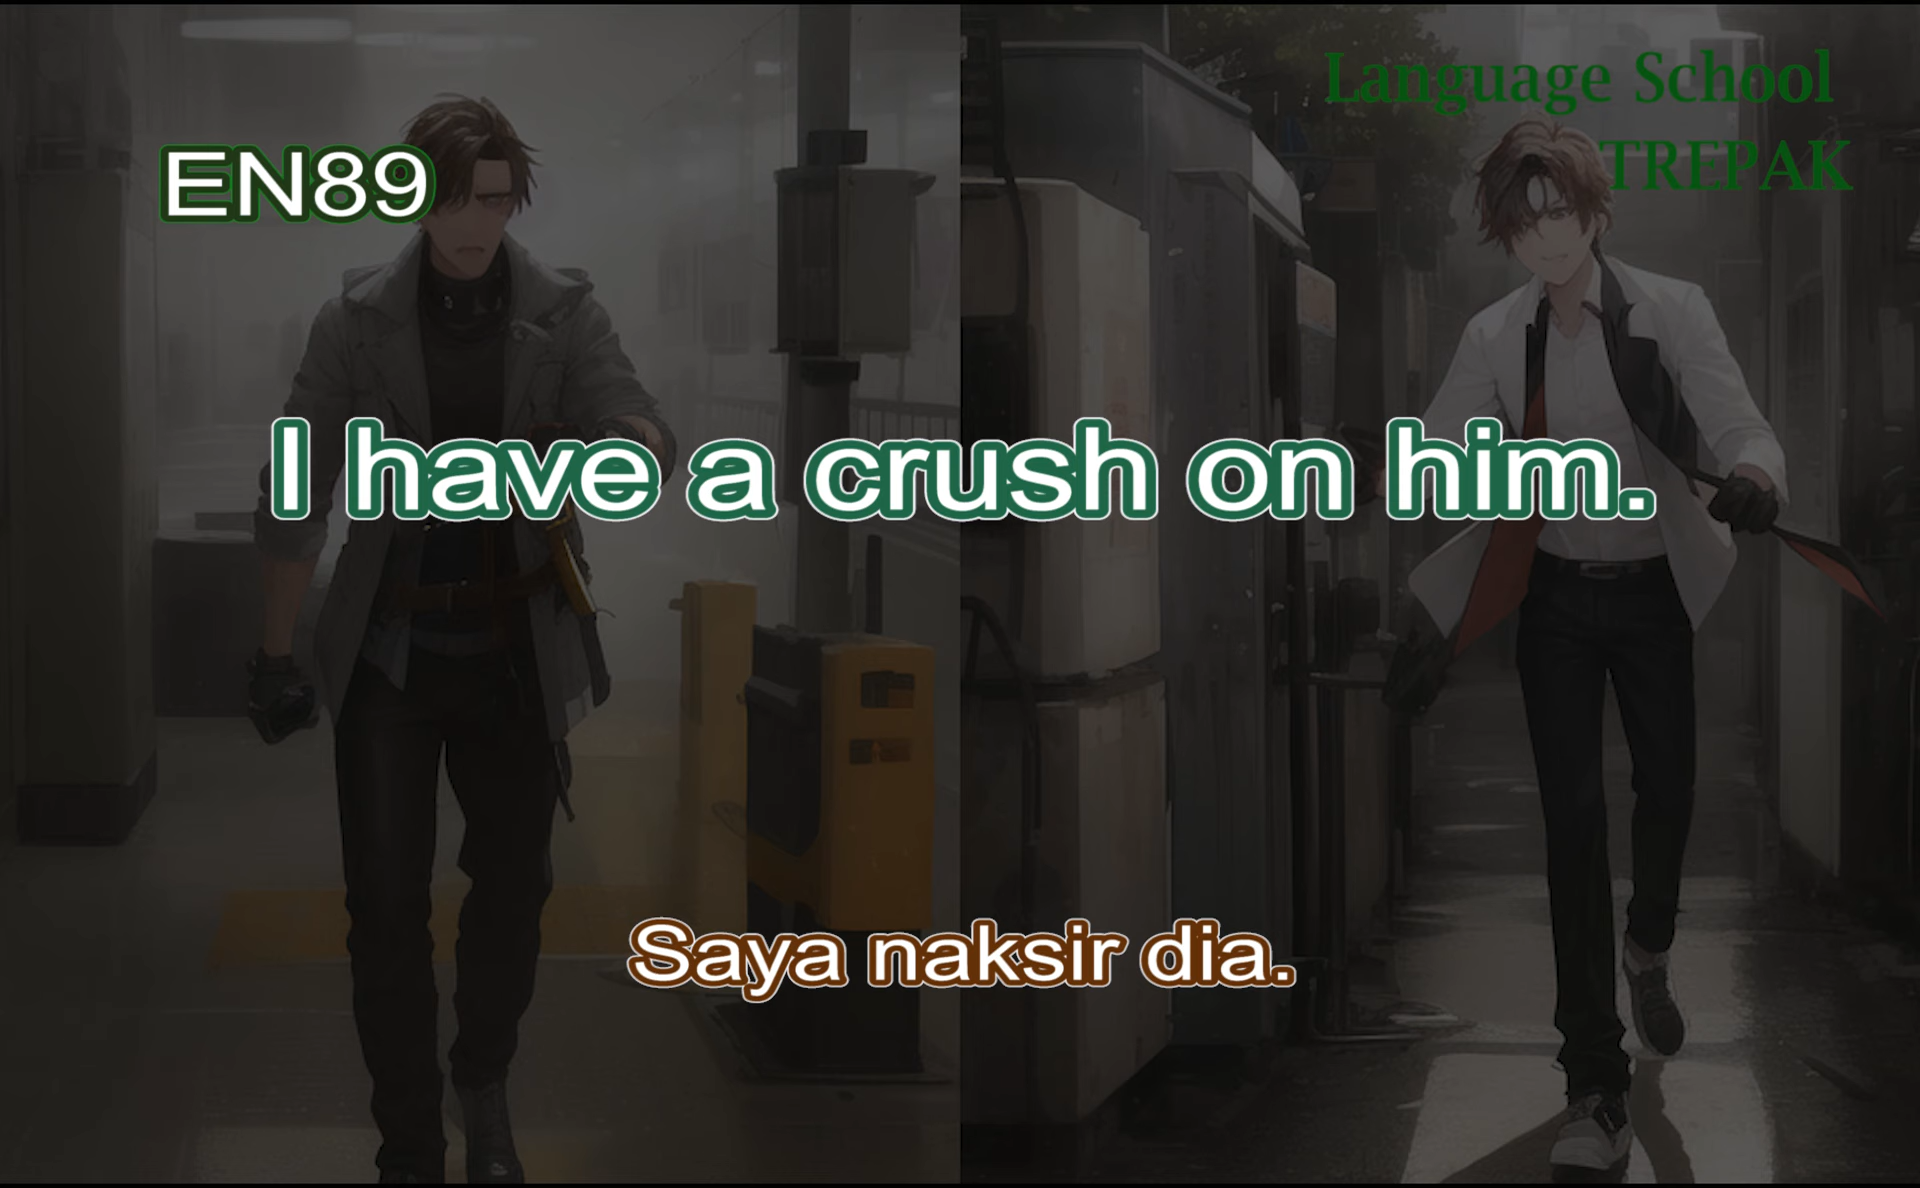 Language School
TREPAK
EN89
I have a crush on him.
Saya naksir dia.